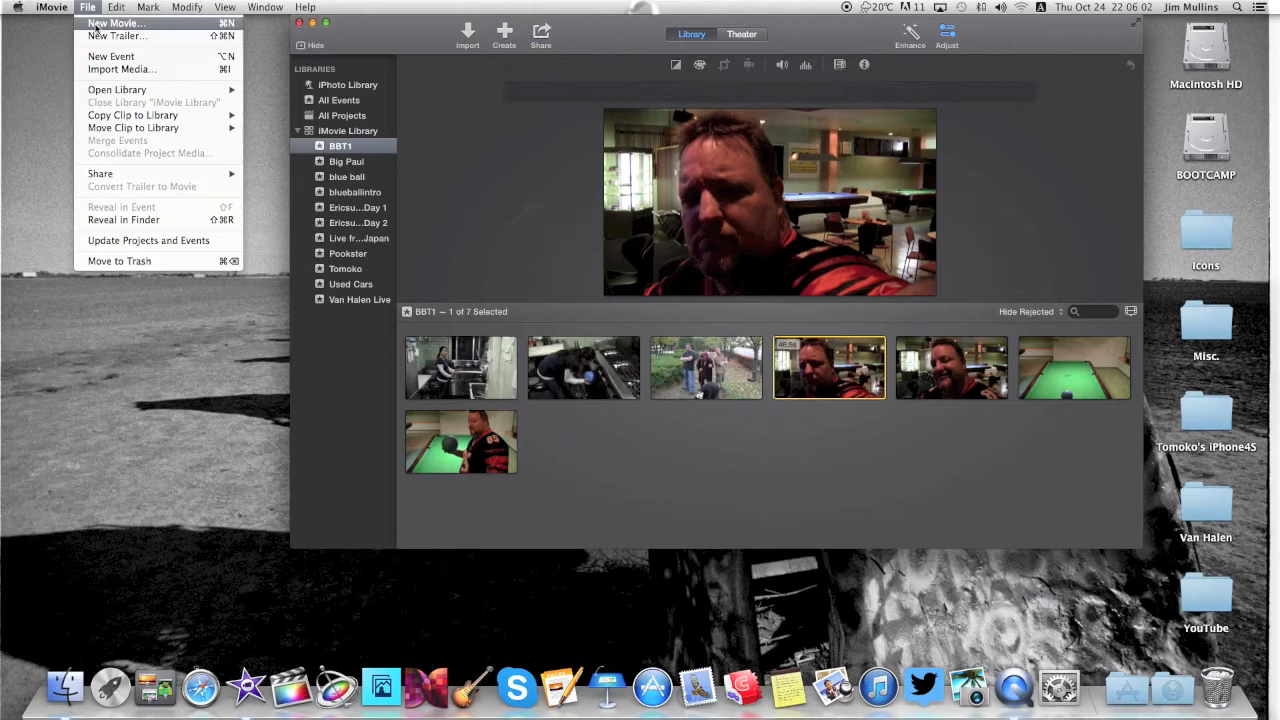 iMovie File Edit Mark Modify View Window Help 20°C 11 A Thu Oct 24 22 06 02 Jim Mullins
New Movie... ⌘N
New Trailer... ⇧⌘N
New Event ⌥N
Import Media... ⌘I
Open Library
Close Library "iMovie Library"
Copy Clip to Library
Move Clip to Library
Merge Events
Consolidate Project Media...
Share
Convert Trailer to Movie
Reveal in Event ⇧F
Reveal in Finder ⇧⌘R
Update Projects and Events
Move to Trash ⌘⌫
Hide
Import Create Share
Library Theater
Enhance Adjust
LIBRARIES
iPhoto Library
All Events
All Projects
iMovie Library
BBT1
Big Paul
blue ball
blueballintro
Ericsu...Day 1
Ericsu...Day 2
Live fr...Japan
Pookster
Tomoko
Used Cars
Van Halen Live
BBT1 — 1 of 7 Selected Hide Rejected
46.5s
Macintosh HD
BOOTCAMP
Icons
Misc.
Tomoko's iPhone4S
Van Halen
YouTube